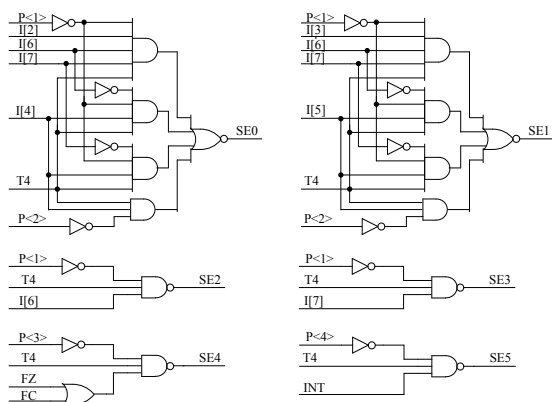 P<1>
I[2]
I[6]
I[7]
I[4]
T4
P<2>
SE0
P<1>
I[3]
I[6]
I[7]
I[5]
T4
P<2>
SE1
P<1>
T4
I[6]
SE2
P<1>
T4
I[7]
SE3
P<3>
T4
FZ
FC
SE4
P<4>
T4
INT
SE5